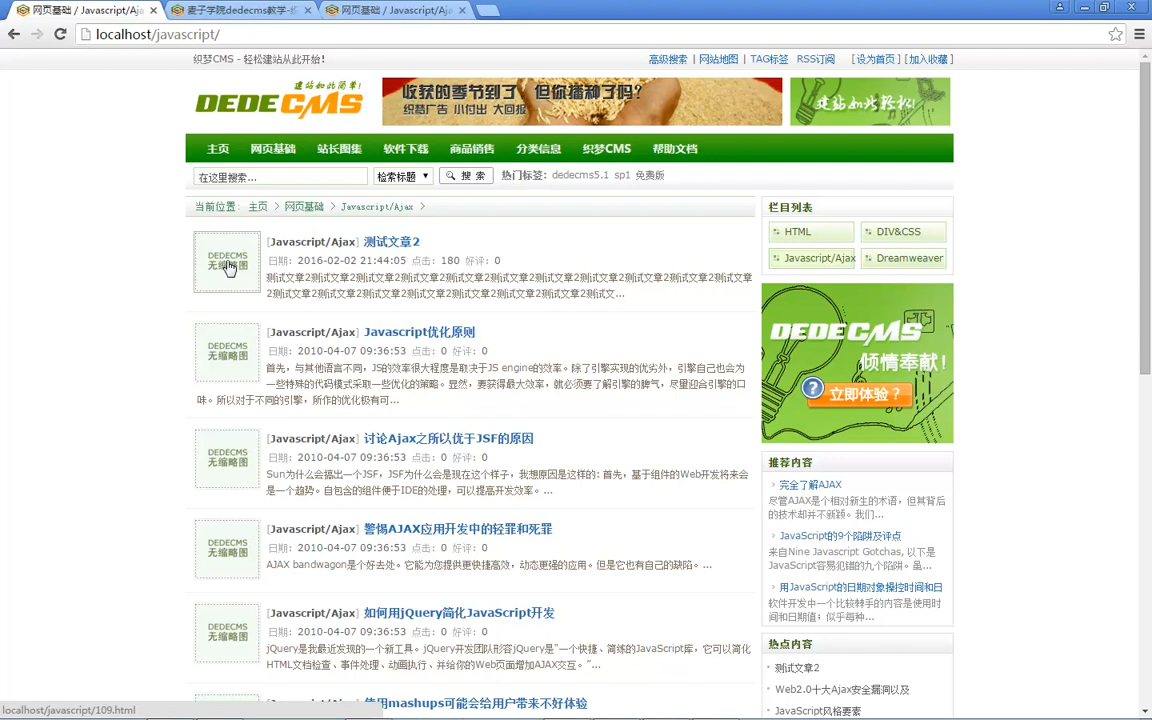 网页基础 / Javascript/Aja
麦子学院dedecms教学-纟
网页基础 / Javascript/Aja
localhost/javascript/
织梦CMS - 轻松建站从此开始!
高级搜索 | 网站地图 | TAG标签 RSS订阅 [设为首页] [加入收藏]
建站如此简单!
DEDECMS
收获的季节到了, 但你播种了吗?
织梦广告 小付出 大回报
建站如此轻松!
主页 网页基础 站长图集 软件下载 商品销售 分类信息 织梦CMS 帮助文档
在这里搜索... 检索标题 搜 索 热门标签: dedecms5.1 sp1 免费版
当前位置: 主页 > 网页基础 > Javascript/Ajax >
DEDECMS
无缩略图
[Javascript/Ajax] 测试文章2
日期: 2016-02-02 21:44:05 点击: 180 好评: 0
测试文章2测试文章2测试文章2测试文章2测试文章2测试文章2测试文章2测试文章2测试文章2测试文章
2测试文章2测试文章2测试文章2测试文章2测试文章2测试文章2测试文...
DEDECMS
无缩略图
[Javascript/Ajax] Javascript优化原则
日期: 2010-04-07 09:36:53 点击: 0 好评: 0
首先，与其他语言不同，JS的效率很大程度是取决于JS engine的效率。除了引擎实现的优劣外，引擎自己也会为
一些特殊的代码模式采取一些优化的策略。显然，要获得最大效率，就必须要了解引擎的脾气，尽量迎合引擎的口
味。所以对于不同的引擎，所作的优化极有可...
DEDECMS
无缩略图
[Javascript/Ajax] 讨论Ajax之所以优于JSF的原因
日期: 2010-04-07 09:36:53 点击: 0 好评: 0
Sun为什么会搞出一个JSF，JSF为什么会是现在这个样子，我想原因是这样的: 首先，基于组件的Web开发将来会
是一个趋势。自包含的组件便于IDE的处理，可以提高开发效率。...
DEDECMS
无缩略图
[Javascript/Ajax] 警惕AJAX应用开发中的轻罪和死罪
日期: 2010-04-07 09:36:53 点击: 0 好评: 0
AJAX bandwagon是个好去处。它能为您提供更快捷高效，动态更强的应用。但是它也有自己的缺陷。...
DEDECMS
无缩略图
[Javascript/Ajax] 如何用jQuery简化JavaScript开发
日期: 2010-04-07 09:36:53 点击: 0 好评: 0
jQuery是我最近发现的一个新工具。jQuery开发团队形容jQuery是“一个快捷、简练的JavaScript库，它可以简化
HTML文档检查、事件处理、动画执行、并给你的Web页面增加AJAX交互。”...
[Javascript/Ajax] 使用mashups可能会给用户带来不好体验
栏目列表
HTML DIV&CSS
Javascript/Ajax Dreamweaver
DEDECMS
倾情奉献!
? 立即体验？
推荐内容
完全了解AJAX
尽管AJAX是个相对新生的术语，但其背后
的技术却并不新颖。我们...
JavaScript的9个陷阱及评点
来自Nine Javascript Gotchas, 以下是
JavaScript容易犯错的九个陷阱。虽...
用JavaScript的日期对象操控时间和日
软件开发中一个比较棘手的内容是使用时
间和日期值: 似乎每种...
热点内容
测试文章2
Web2.0十大Ajax安全漏洞以及
JavaScript风格要素
localhost/javascript/109.html